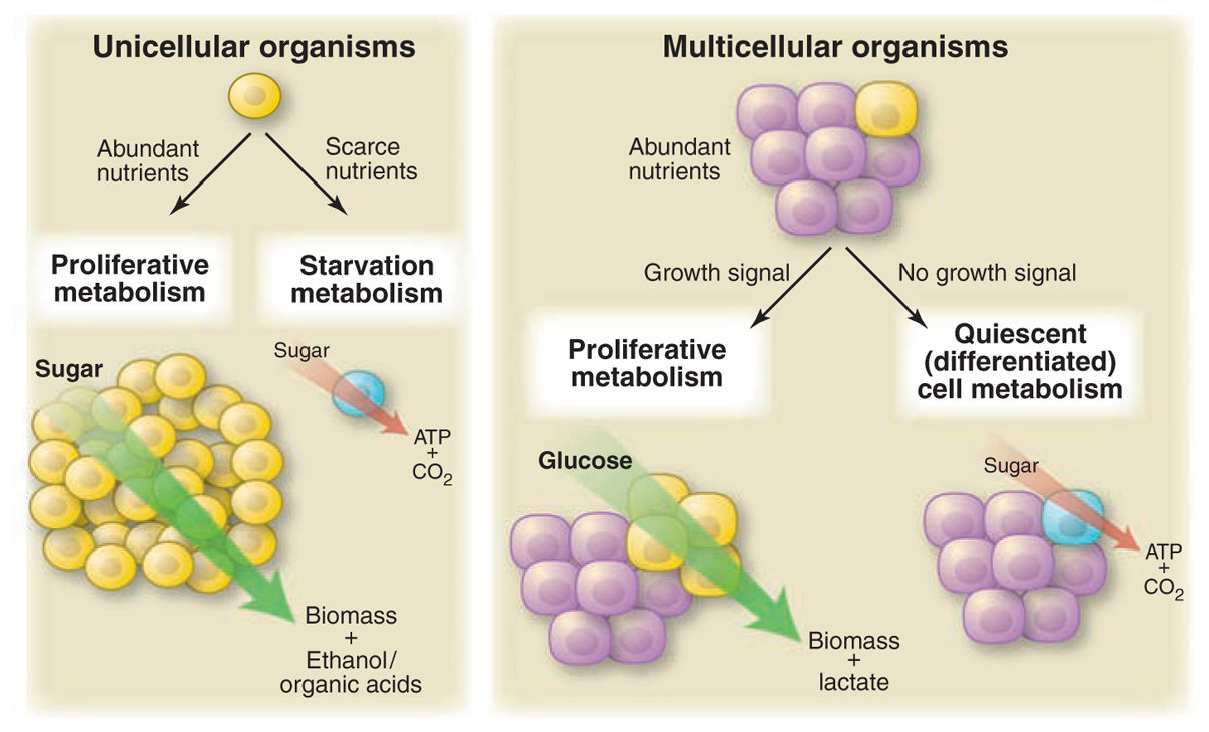 Unicellular organisms
Abundant
nutrients
Scarce
nutrients
Proliferative
metabolism
Starvation
metabolism
Sugar
Sugar
ATP
+
CO2
Biomass
+
Ethanol/
organic acids
Multicellular organisms
Abundant
nutrients
Growth signal
No growth signal
Proliferative
metabolism
Quiescent
(differentiated)
cell metabolism
Glucose
Biomass
+
lactate
Sugar
ATP
+
CO2